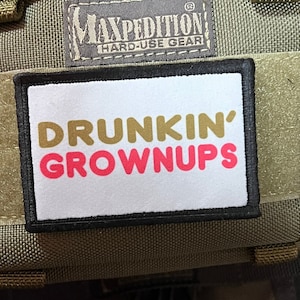 MAXPEDITION
HARD-USE GEAR
DRUNKIN'
GROWNUPS